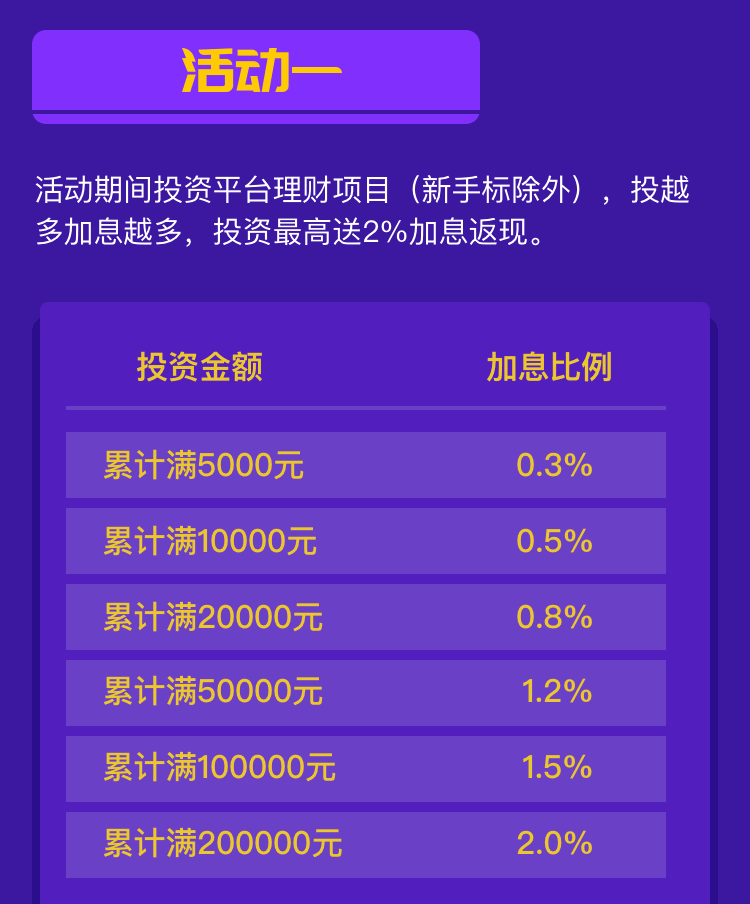 活动一
活动期间投资平台理财项目（新手标除外），投越
多加息越多，投资最高送2%加息返现。
投资金额 加息比例
累计满5000元 0.3%
累计满10000元 0.5%
累计满20000元 0.8%
累计满50000元 1.2%
累计满100000元 1.5%
累计满200000元 2.0%